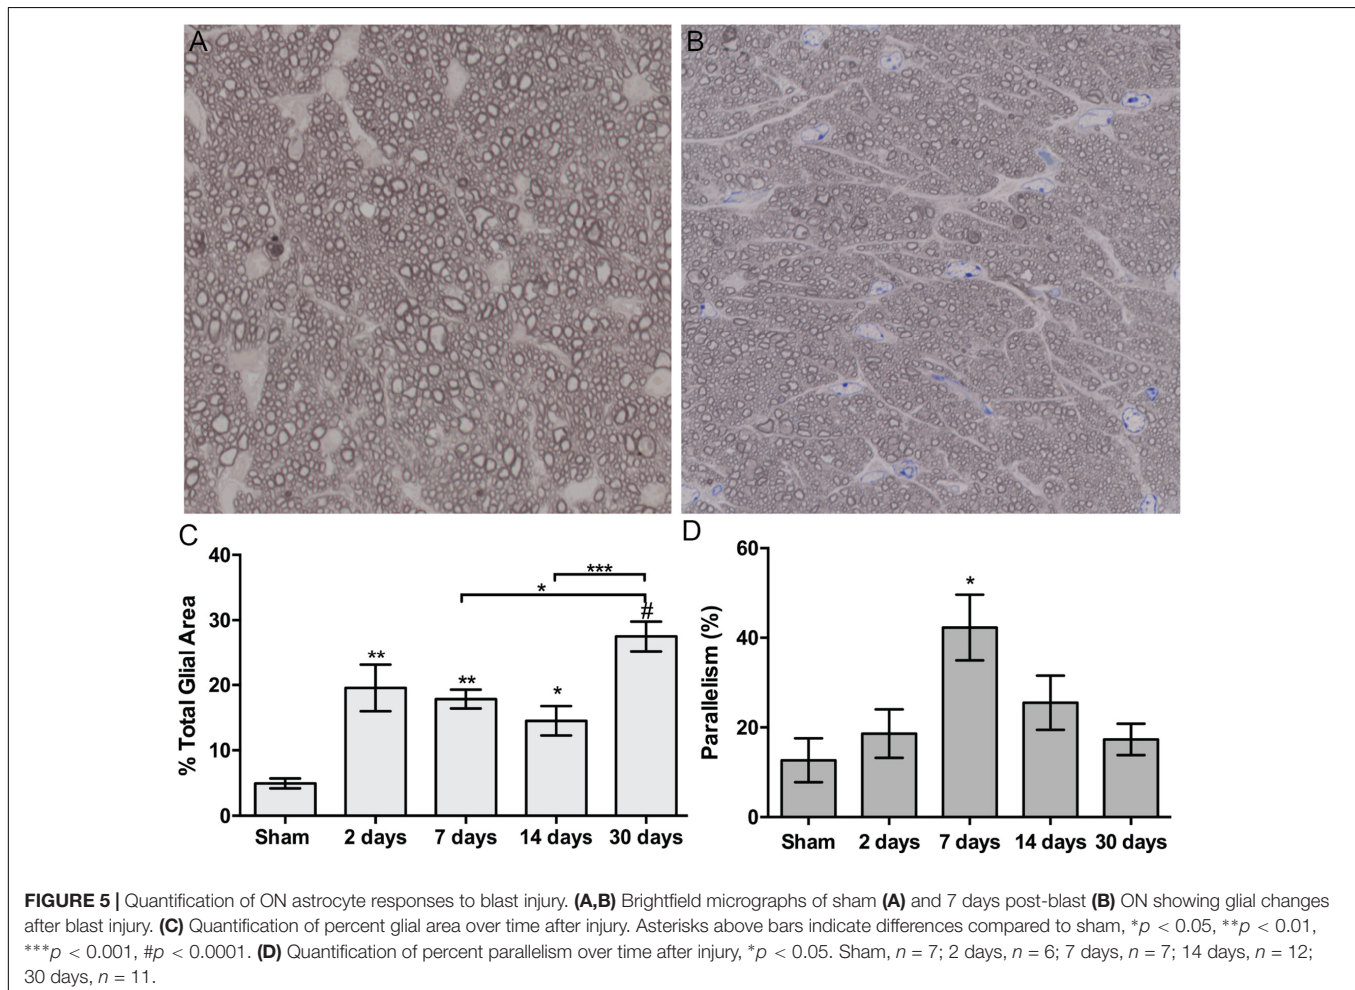 A
B
C
D
40
30
20
10
0
% Total Glial Area
**
**
*
*
***
#
Sham 2 days 7 days 14 days 30 days
60
40
20
0
Parallelism (%)
*
Sham 2 days 7 days 14 days 30 days
FIGURE 5 | Quantification of ON astrocyte responses to blast injury. (A,B) Brightfield micrographs of sham (A) and 7 days post-blast (B) ON showing glial changes
after blast injury. (C) Quantification of percent glial area over time after injury. Asterisks above bars indicate differences compared to sham, *p < 0.05, **p < 0.01,
***p < 0.001, #p < 0.0001. (D) Quantification of percent parallelism over time after injury, *p < 0.05. Sham, n = 7; 2 days, n = 6; 7 days, n = 7; 14 days, n = 12;
30 days, n = 11.